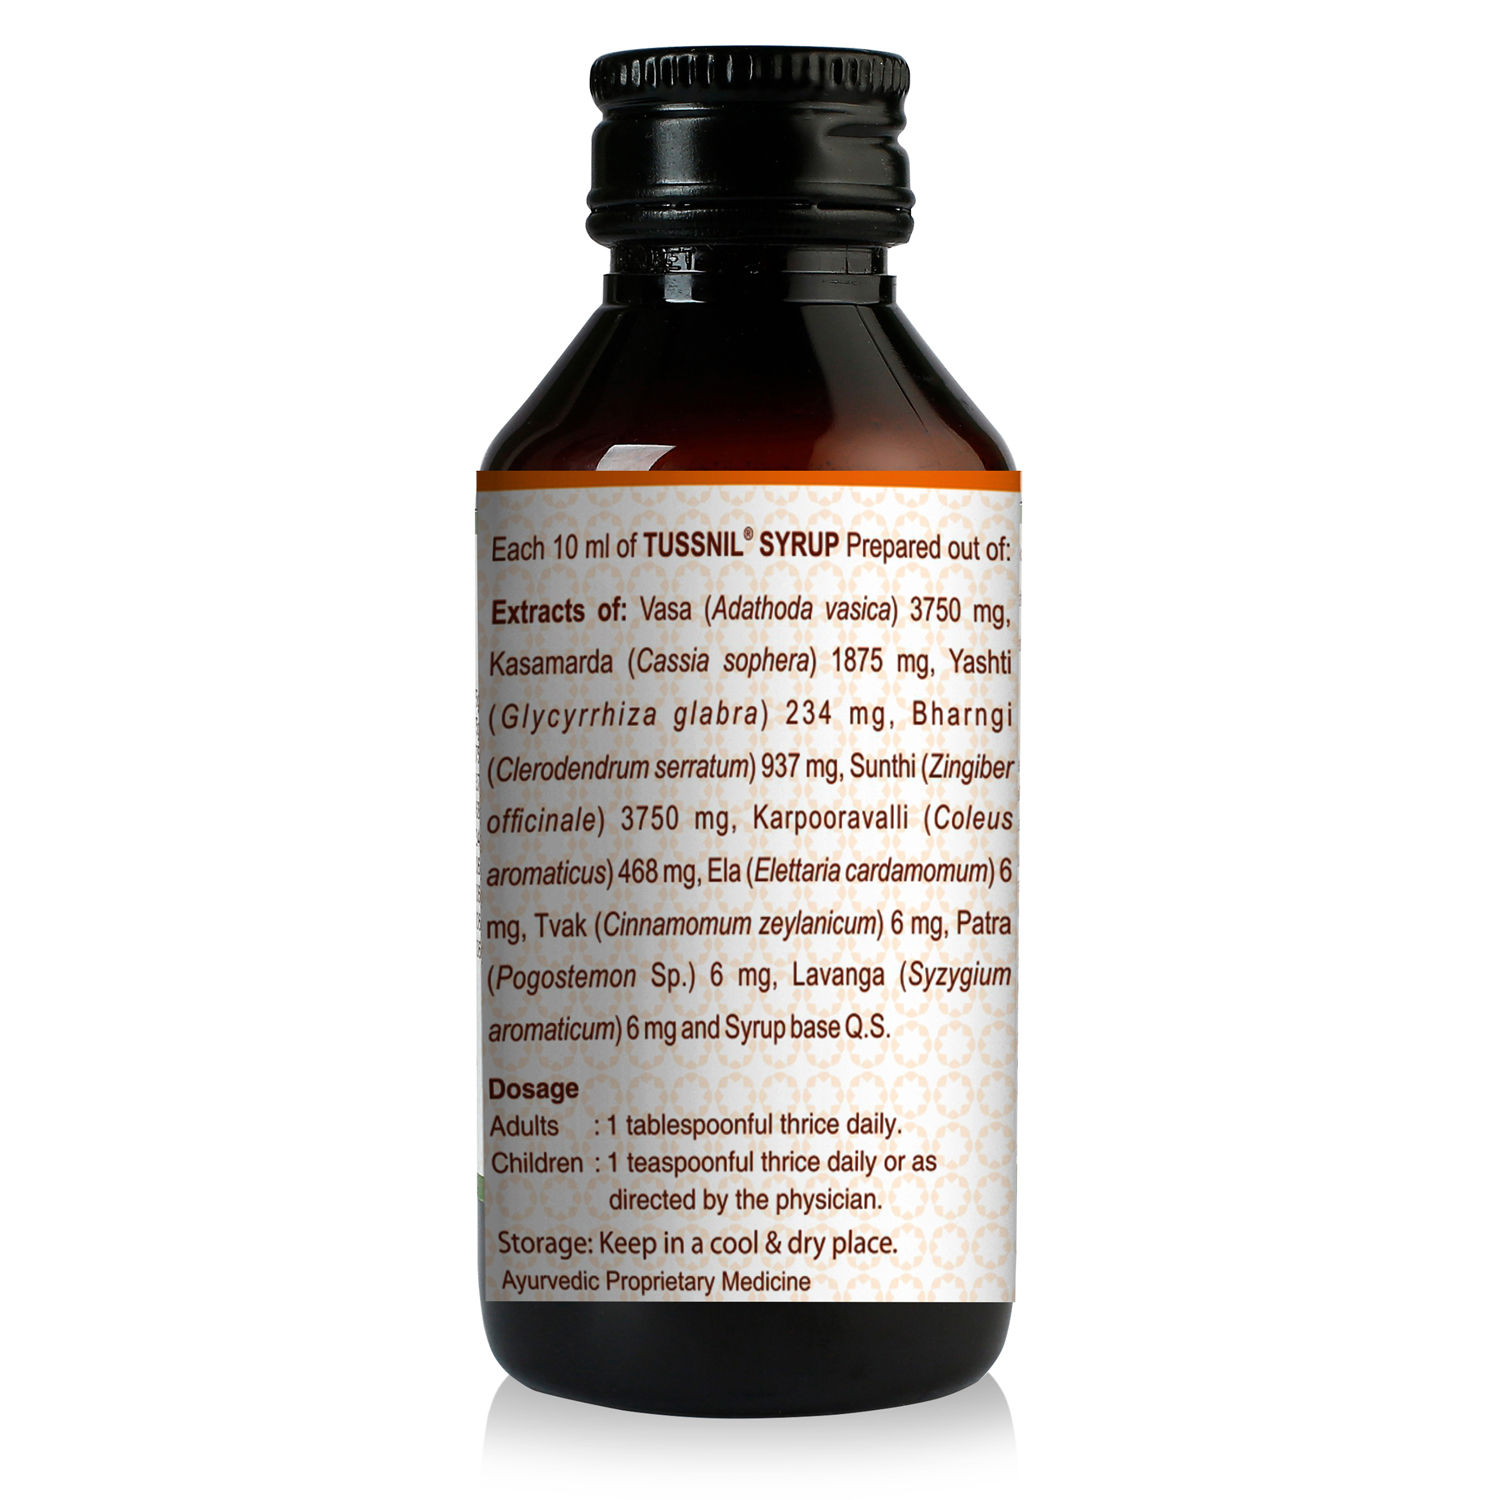 Each 10 ml of TUSSNIL® SYRUP Prepared out of:
Extracts of: Vasa (Adathoda vasica) 3750 mg,
Kasamarda (Cassia sophera) 1875 mg, Yashti
(Glycyrrhiza glabra) 234 mg, Bharngi
(Clerodendrum serratum) 937 mg, Sunthi (Zingiber
officinale) 3750 mg, Karpooravalli (Coleus
aromaticus) 468 mg, Ela (Elettaria cardamomum) 6
mg, Tvak (Cinnamomum zeylanicum) 6 mg, Patra
(Pogostemon Sp.) 6 mg, Lavanga (Syzygium
aromaticum) 6 mg and Syrup base Q.S.
Dosage
Adults : 1 tablespoonful thrice daily.
Children : 1 teaspoonful thrice daily or as
directed by the physician.
Storage: Keep in a cool & dry place.
Ayurvedic Proprietary Medicine